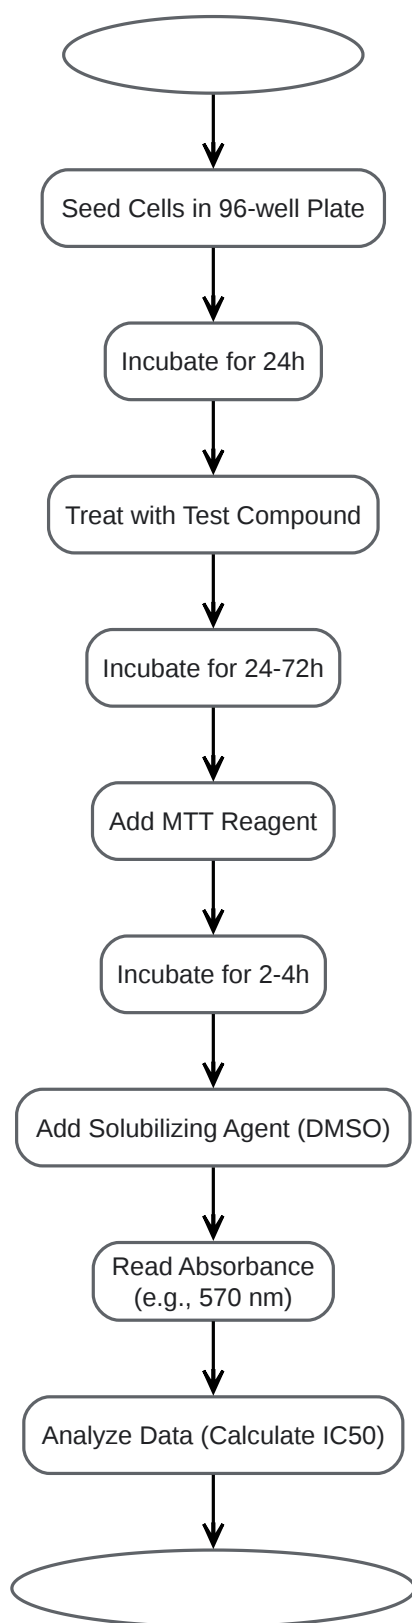 Seed Cells in 96-well Plate
Incubate for 24h
Treat with Test Compound
Incubate for 24-72h
Add MTT Reagent
Incubate for 2-4h
Add Solubilizing Agent (DMSO)
Read Absorbance
(e.g., 570 nm)
Analyze Data (Calculate IC50)